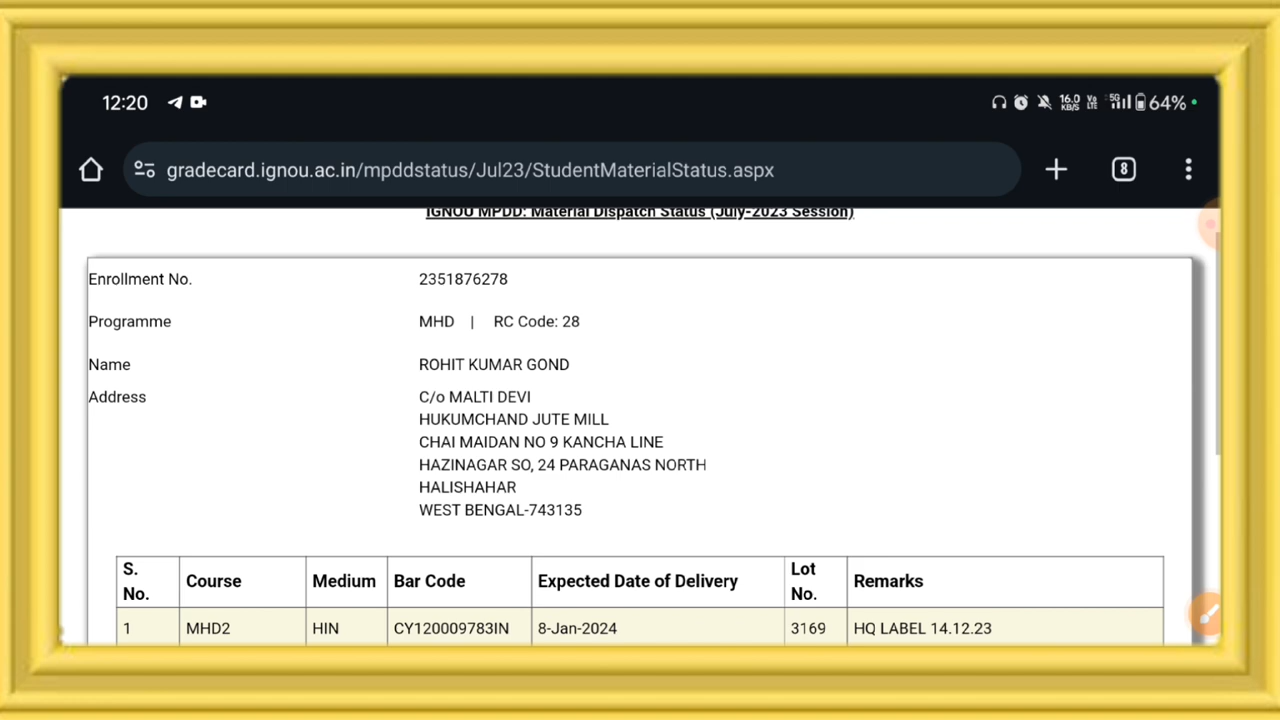 12:20 16.0 KB/S Vo LTE 5G 64%
gradecard.ignou.ac.in/mpddstatus/Jul23/StudentMaterialStatus.aspx 8
IGNOU MPDD: Material Dispatch Status (July-2023 Session)
Enrollment No. 2351876278
Programme MHD | RC Code: 28
Name ROHIT KUMAR GOND
Address C/o MALTI DEVI
HUKUMCHAND JUTE MILL
CHAI MAIDAN NO 9 KANCHA LINE
HAZINAGAR SO, 24 PARAGANAS NORTH
HALISHAHAR
WEST BENGAL-743135
S. No. Course Medium Bar Code Expected Date of Delivery Lot No. Remarks
1 MHD2 HIN CY120009783IN 8-Jan-2024 3169 HQ LABEL 14.12.23